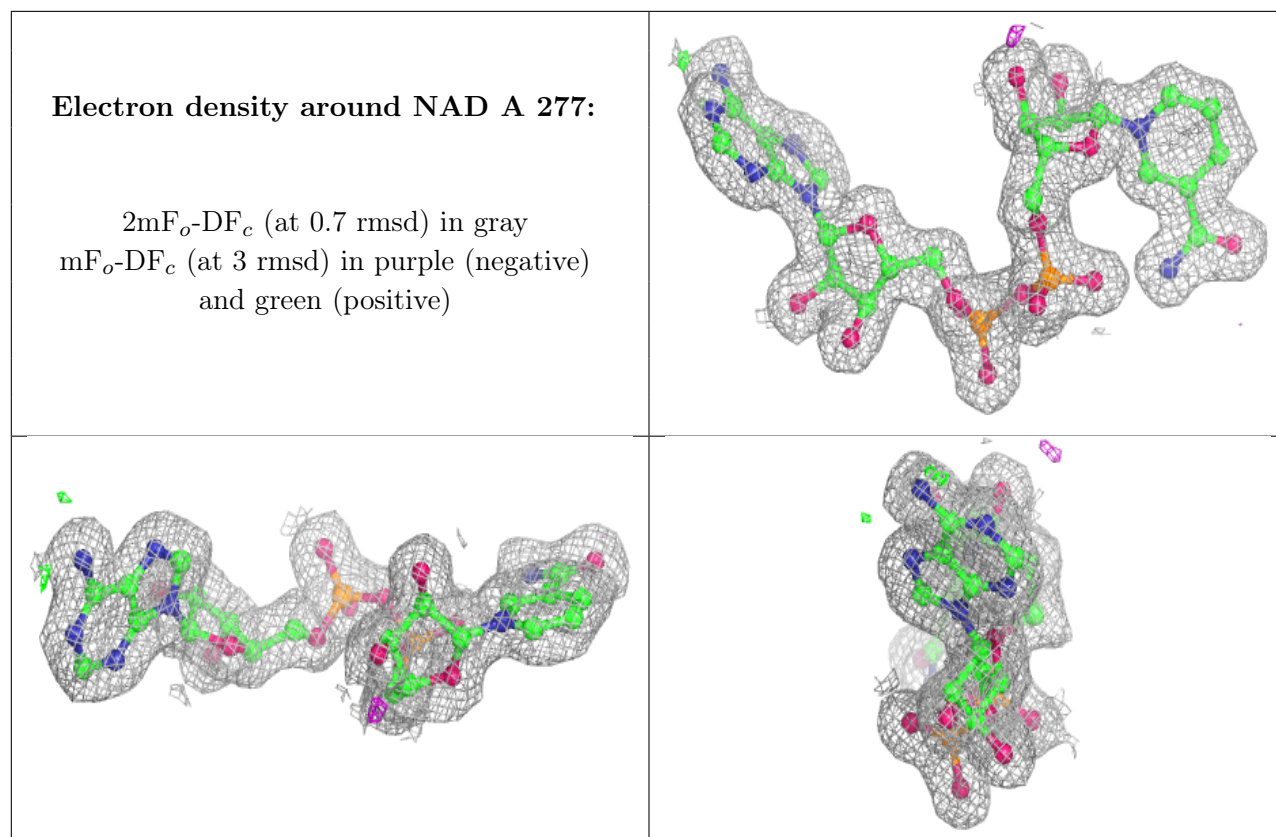 Electron density around NAD A 277:
2mFₒ-DF𝒸 (at 0.7 rmsd) in gray
mFₒ-DF𝒸 (at 3 rmsd) in purple (negative)
and green (positive)